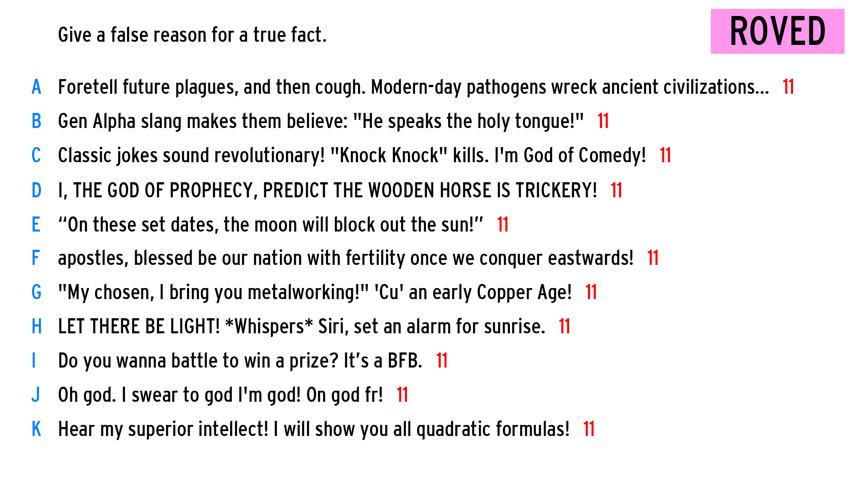 Give a false reason for a true fact.
ROVED
A Foretell future plagues, and then cough. Modern-day pathogens wreck ancient civilizations... 11
B Gen Alpha slang makes them believe: "He speaks the holy tongue!" 11
C Classic jokes sound revolutionary! "Knock Knock" kills. I'm God of Comedy! 11
D I, THE GOD OF PROPHECY, PREDICT THE WOODEN HORSE IS TRICKERY! 11
E “On these set dates, the moon will block out the sun!” 11
F apostles, blessed be our nation with fertility once we conquer eastwards! 11
G "My chosen, I bring you metalworking!" 'Cu' an early Copper Age! 11
H LET THERE BE LIGHT! *Whispers* Siri, set an alarm for sunrise. 11
I Do you wanna battle to win a prize? It’s a BFB. 11
J Oh god. I swear to god I'm god! On god fr! 11
K Hear my superior intellect! I will show you all quadratic formulas! 11